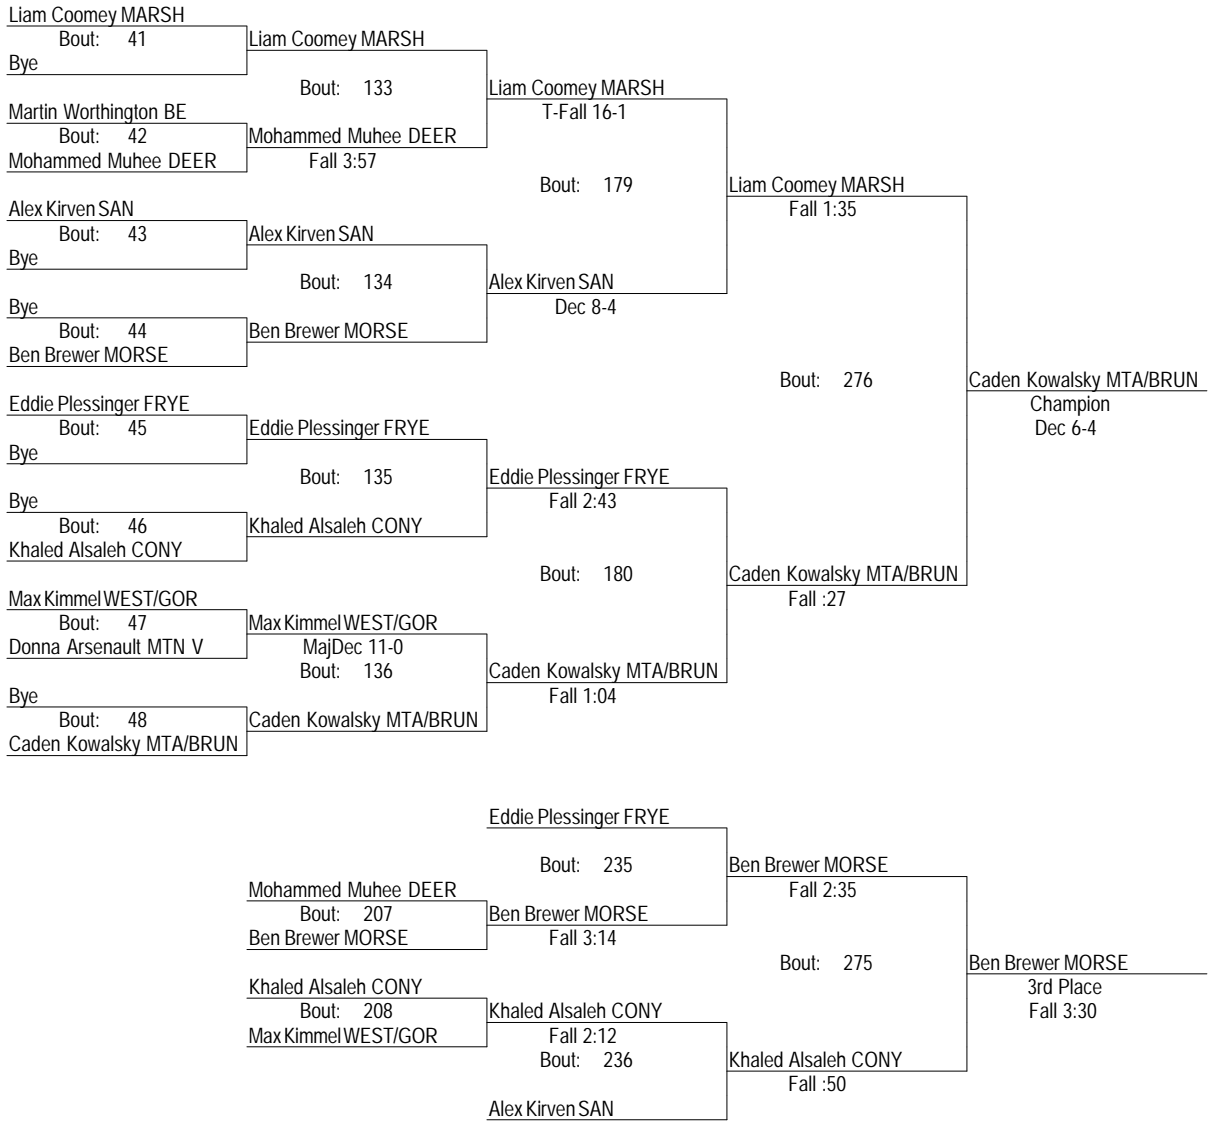 Liam Coomey MARSH
Bout: 41
Liam Coomey MARSH
Bye
Bout: 133
Liam Coomey MARSH
Martin Worthington BE
T-Fall 16-1
Bout: 42
Mohammed Muhee DEER
Mohammed Muhee DEER
Fall 3:57
Bout: 179
Liam Coomey MARSH
Alex Kirven SAN
Fall 1:35
Bout: 43
Alex Kirven SAN
Bye
Bout: 134
Alex Kirven SAN
Bye
Dec 8-4
Bout: 44
Ben Brewer MORSE
Ben Brewer MORSE
Bout: 276
Caden Kowalsky MTA/BRUN
Eddie Plessinger FRYE
Champion
Bout: 45
Eddie Plessinger FRYE
Dec 6-4
Bye
Bout: 135
Eddie Plessinger FRYE
Bye
Fall 2:43
Bout: 46
Khaled Alsaleh CONY
Khaled Alsaleh CONY
Bout: 180
Caden Kowalsky MTA/BRUN
Max Kimmel WEST/GOR
Fall :27
Bout: 47
Max Kimmel WEST/GOR
Donna Arsenault MTN V
MajDec 11-0
Bout: 136
Caden Kowalsky MTA/BRUN
Bye
Fall 1:04
Bout: 48
Caden Kowalsky MTA/BRUN
Caden Kowalsky MTA/BRUN
Eddie Plessinger FRYE
Bout: 235
Ben Brewer MORSE
Mohammed Muhee DEER
Fall 2:35
Bout: 207
Ben Brewer MORSE
Ben Brewer MORSE
Fall 3:14
Bout: 275
Ben Brewer MORSE
Khaled Alsaleh CONY
3rd Place
Bout: 208
Khaled Alsaleh CONY
Fall 3:30
Max Kimmel WEST/GOR
Fall 2:12
Bout: 236
Khaled Alsaleh CONY
Fall :50
Alex Kirven SAN